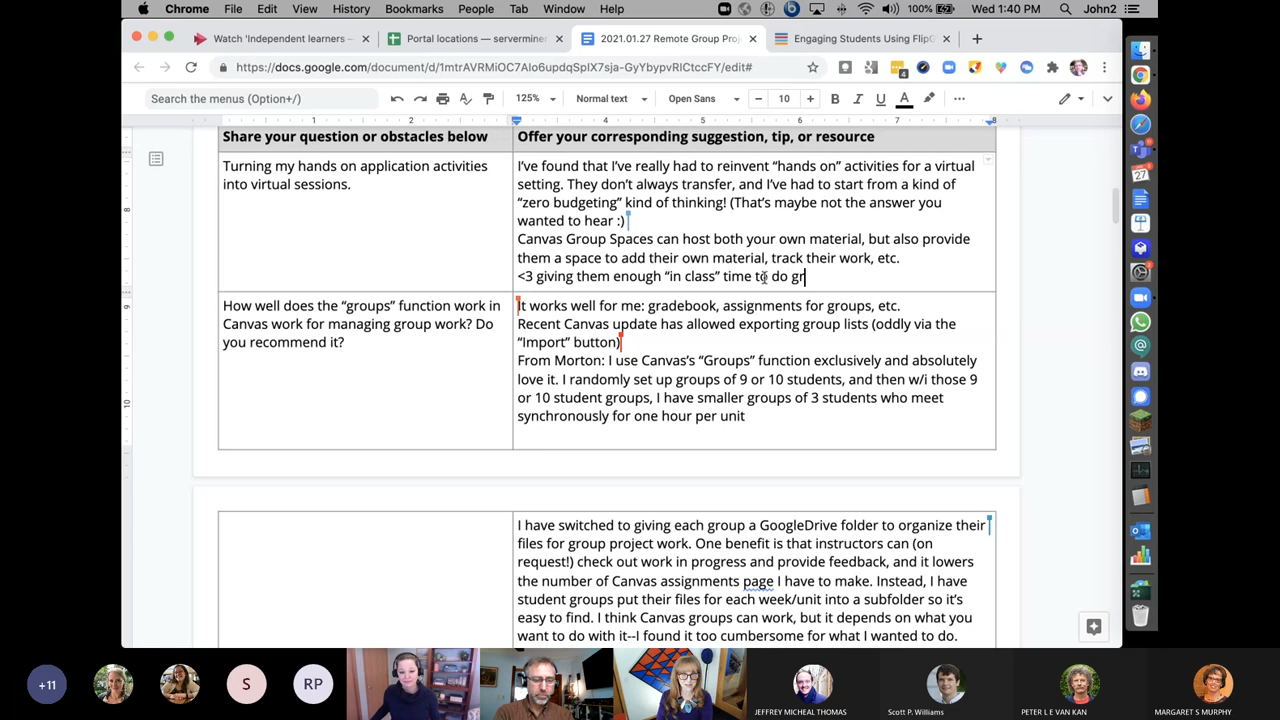 Chrome File Edit View History Bookmarks People Tab Window Help 100% Wed 1:40 PM John2
Watch 'Independent learners – Portal locations — serverminer 2021.01.27 Remote Group Proj Engaging Students Using FlipG
https://docs.google.com/document
Search the menus (Option+/) 125% Normal text Open Sans 10 B I U A
1 2 3 4 5 6 7 8
Share your question or obstacles below Offer your corresponding suggestion, tip, or resource
Turning my hands on application activities
into virtual sessions.
I've found that I've really had to reinvent “hands on” activities for a virtual
setting. They don't always transfer, and I've had to start from a kind of
“zero budgeting” kind of thinking! (That's maybe not the answer you
wanted to hear :)
Canvas Group Spaces can host both your own material, but also provide
them a space to add their own material, track their work, etc.
<3 giving them enough “in class” time to do gr
How well does the “groups” function work in
Canvas work for managing group work? Do
you recommend it?
It works well for me: gradebook, assignments for groups, etc.
Recent Canvas update has allowed exporting group lists (oddly via the
“Import” button)
From Morton: I use Canvas's “Groups” function exclusively and absolutely
love it. I randomly set up groups of 9 or 10 students, and then w/i those 9
or 10 student groups, I have smaller groups of 3 students who meet
synchronously for one hour per unit
I have switched to giving each group a GoogleDrive folder to organize their
files for group project work. One benefit is that instructors can (on
request!) check out work in progress and provide feedback, and it lowers
the number of Canvas assignments page I have to make. Instead, I have
student groups put their files for each week/unit into a subfolder so it's
easy to find. I think Canvas groups can work, but it depends on what you
want to do with it--I found it too cumbersome for what I wanted to do.
8
9
10
27
+11 S RP
JEFFREY MICHEAL THOMAS Scott P. Williams PETER L E VAN KAN MARGARET S MURPHY